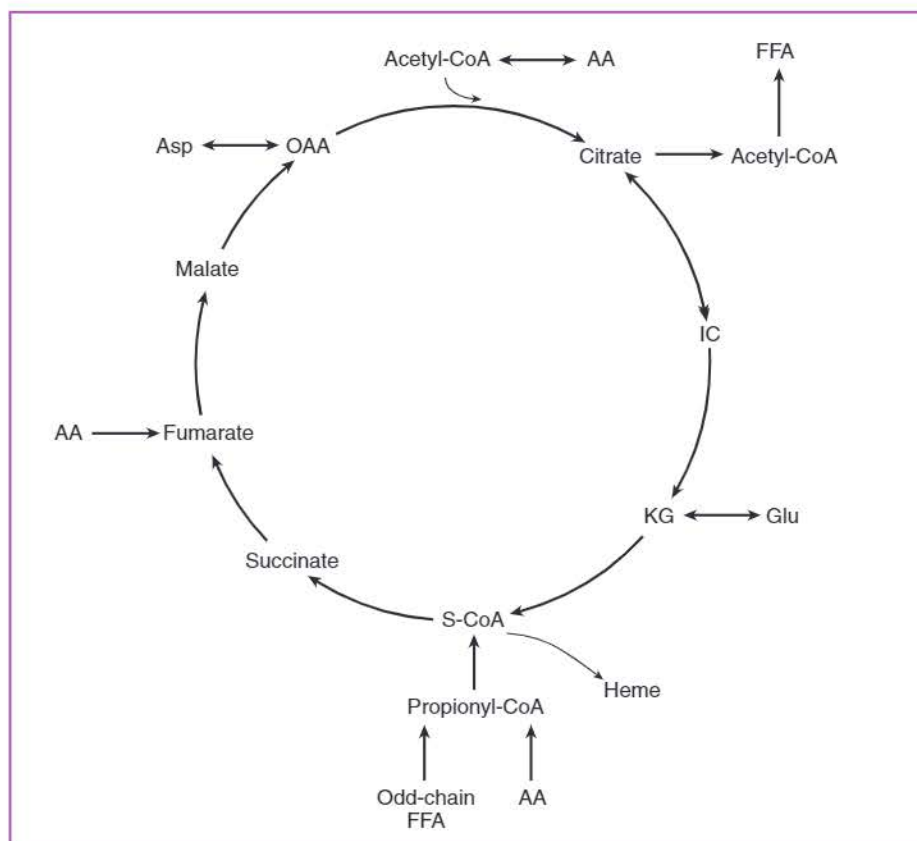 Acetyl-CoA
AA
FFA
Asp
OAA
Citrate
Acetyl-CoA
Malate
IC
AA
Fumarate
KG
Glu
Succinate
S-CoA
Heme
Propionyl-CoA
Odd-chain
FFA
AA